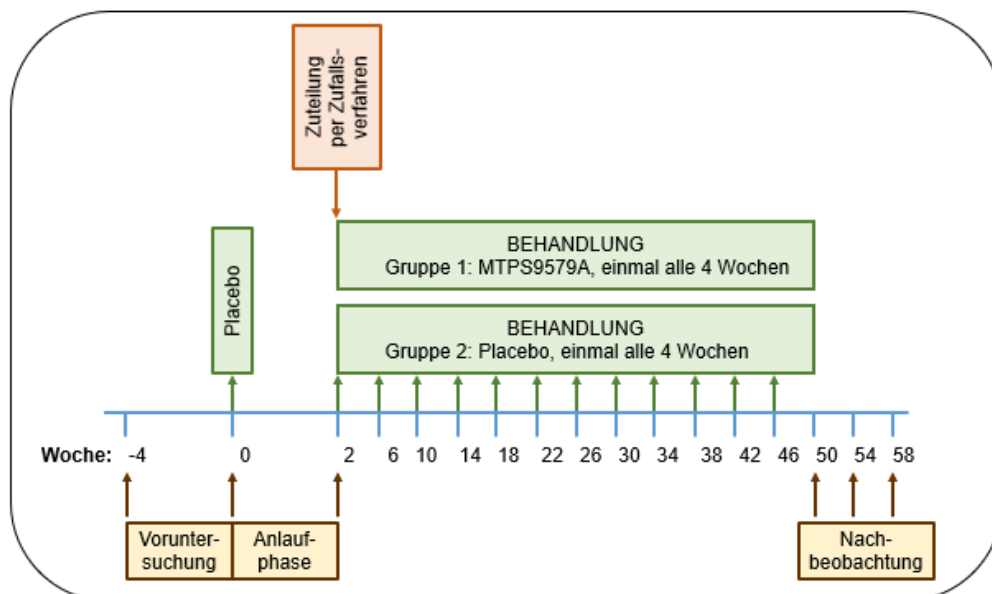 Zuteilung
per Zufalls-
verfahren
Placebo
BEHANDLUNG
Gruppe 1: MTPS9579A, einmal alle 4 Wochen
BEHANDLUNG
Gruppe 2: Placebo, einmal alle 4 Wochen
Woche: -4 0 2 6 10 14 18 22 26 30 34 38 42 46 50 54 58
Vorunter-
suchung
Anlauf-
phase
Nach-
beobachtung